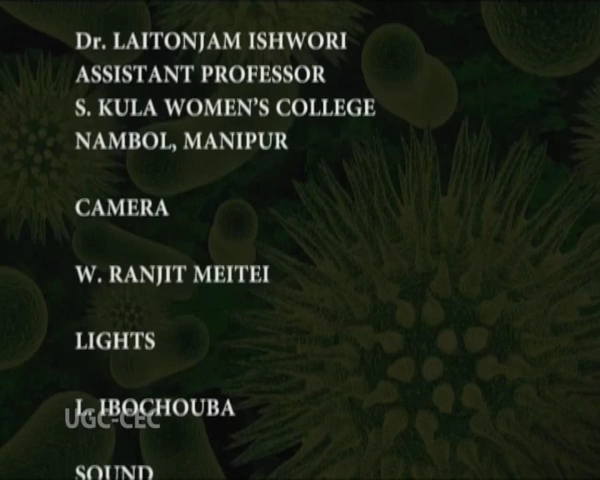 Dr. LAITONJAM ISHWORI
ASSISTANT PROFESSOR
S. KULA WOMEN'S COLLEGE
NAMBOL, MANIPUR
CAMERA
W. RANJIT MEITEI
LIGHTS
L. IBOCHOUBA
UGC-CEC
SOUND